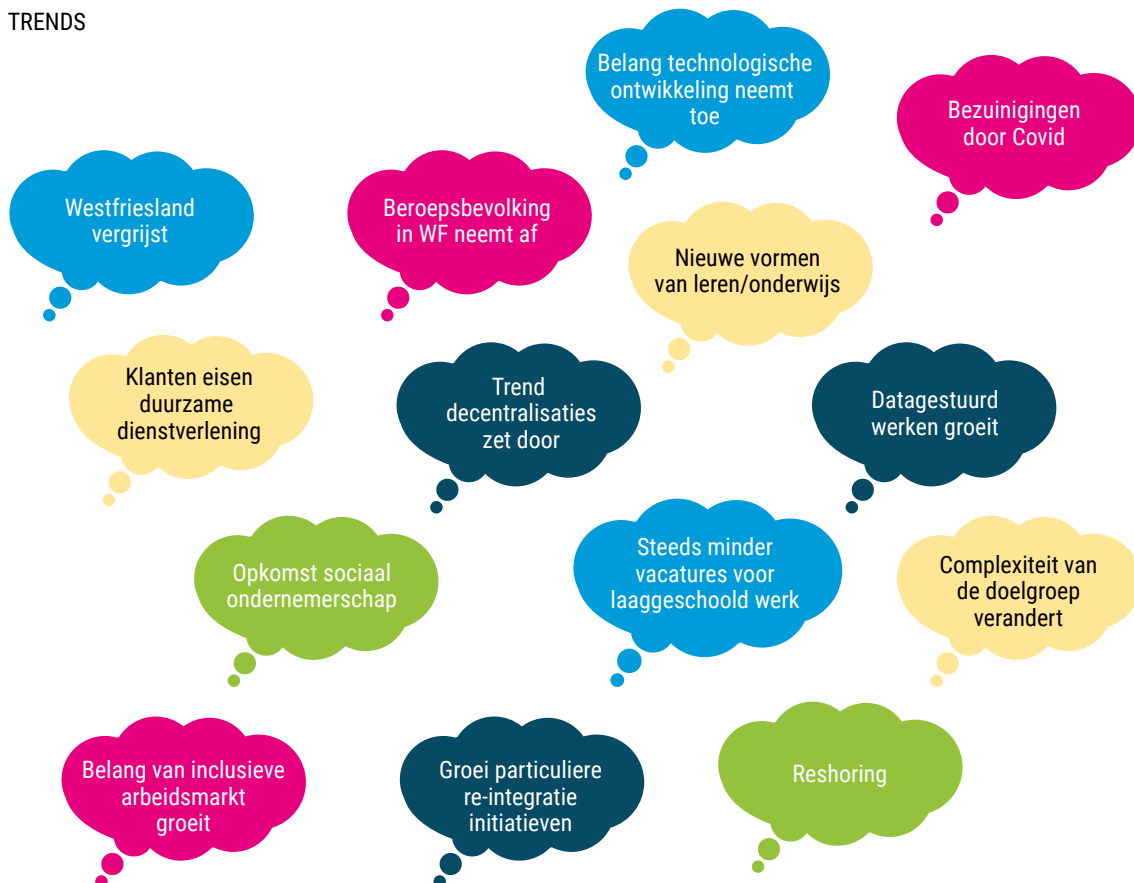 TRENDS
Belang technologische
ontwikkeling neemt
toe
Bezuinigingen
door Covid
Westfriesland
vergrijst
Beroepsbevolking
in WF neemt af
Nieuwe vormen
van leren/onderwijs
Klanten eisen
duurzame
dienstverlening
Trend
decentralisaties
zet door
Datagestuurd
werken groeit
Opkomst sociaal
ondernemerschap
Steeds minder
vacatures voor
laaggeschoold werk
Complexiteit van
de doelgroep
verandert
Belang van inclusieve
arbeidsmarkt
groeit
Groei particuliere
re-integratie
initiatieven
Reshoring